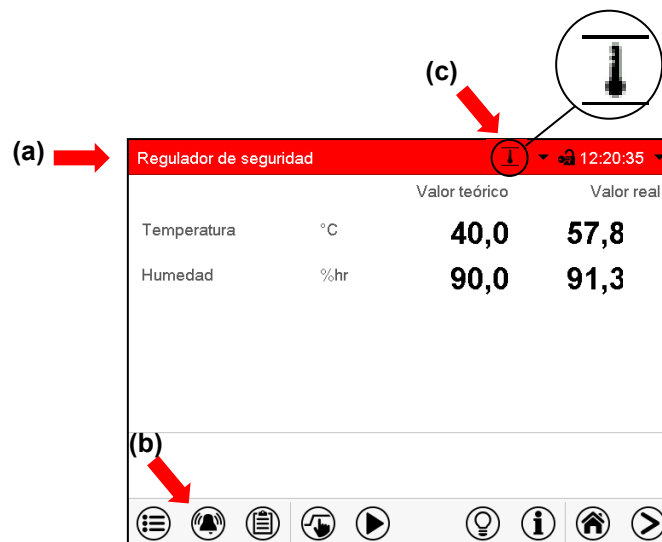 (c)
(a)
Regulador de seguridad 12:20:35
Valor teórico Valor real
Temperatura °C 40,0 57,8
Humedad %hr 90,0 91,3
(b)